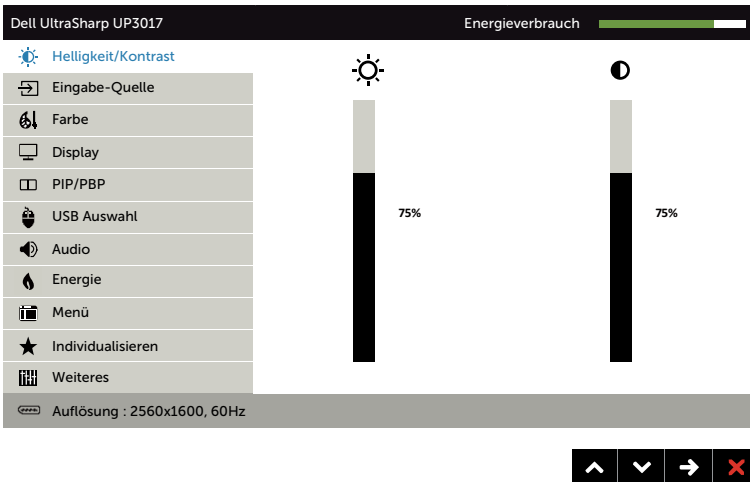 Dell UltraSharp UP3017
Energieverbrauch
Helligkeit/Kontrast
Eingabe-Quelle
Farbe
Display
PIP/PBP
USB Auswahl
Audio
Energie
Menü
Individualisieren
Weiteres
75%
75%
Auflösung : 2560x1600, 60Hz